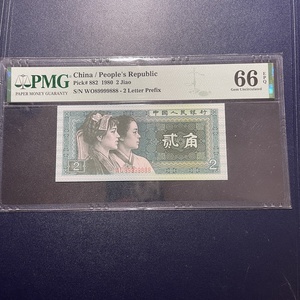 PMG
PAPER MONEY GUARANTY
China / People's Republic
Pick# 882 1980 2 Jiao
S/N WO89998888 - 2 Letter Prefix
66 EPQ
Gem Uncirculated
中国人民银行
贰角
2
2